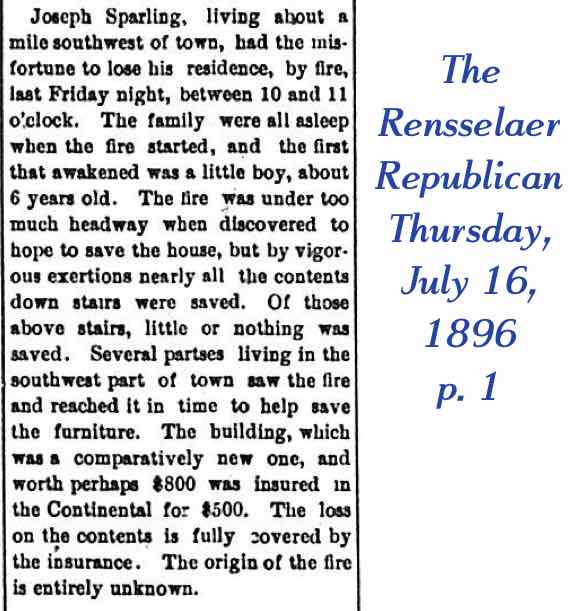 Joseph Sparling, living about a
mile southwest of town, had the mis-
fortune to lose his residence, by fire,
last Friday night, between 10 and 11
o'clock. The family were all asleep
when the fire started, and the first
that awakened was a little boy, about
6 years old. The fire was under too
much headway when discovered to
hope to save the house, but by vigor-
ous exertions nearly all the contents
down stairs were saved. Of those
above stairs, little or nothing was
saved. Several partses living in the
southwest part of town saw the fire
and reached it in time to help save
the furniture. The building, which
was a comparatively new one, and
worth perhaps $800 was insured in
the Continental for $500. The loss
on the contents is fully covered by
the insurance. The origin of the fire
is entirely unknown.
The
Rensselaer
Republican
Thursday,
July 16,
1896
p. 1